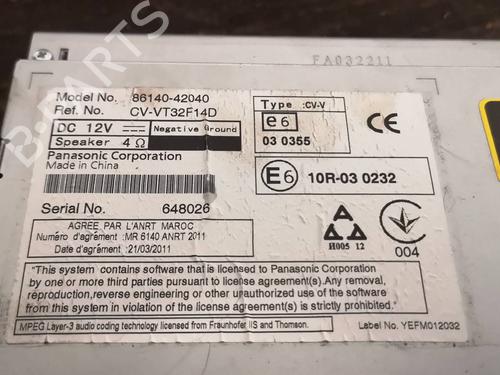 FA032211
Model No. 86140-42040
Ref. No. CV-VT32F14D
DC 12V Negative Ground
Speaker 4Ω
Panasonic Corporation
Made in China
Serial No. 648026
Type :CV-V
e6
03 0355
CE
E6 10R-03 0232
H005 12
004
AGREE PAR L'ANRT MAROC
Numéro d'agrément : MR 6140 ANRT 2011
Date d'agrément : 21/03/2011
"This system contains software that is licensed to Panasonic Corporation
by one or more third parties pursuant to license agreement(s). Any removal,
reproduction,reverse engineering or other unauthorized use of the software
from this system in violation of the license agreement(s) is strictly prohibited."
MPEG Layer-3 audio coding technology licensed from Fraunhofer IIS and Thomson.
Label No. YEFM012032
B-PARTS